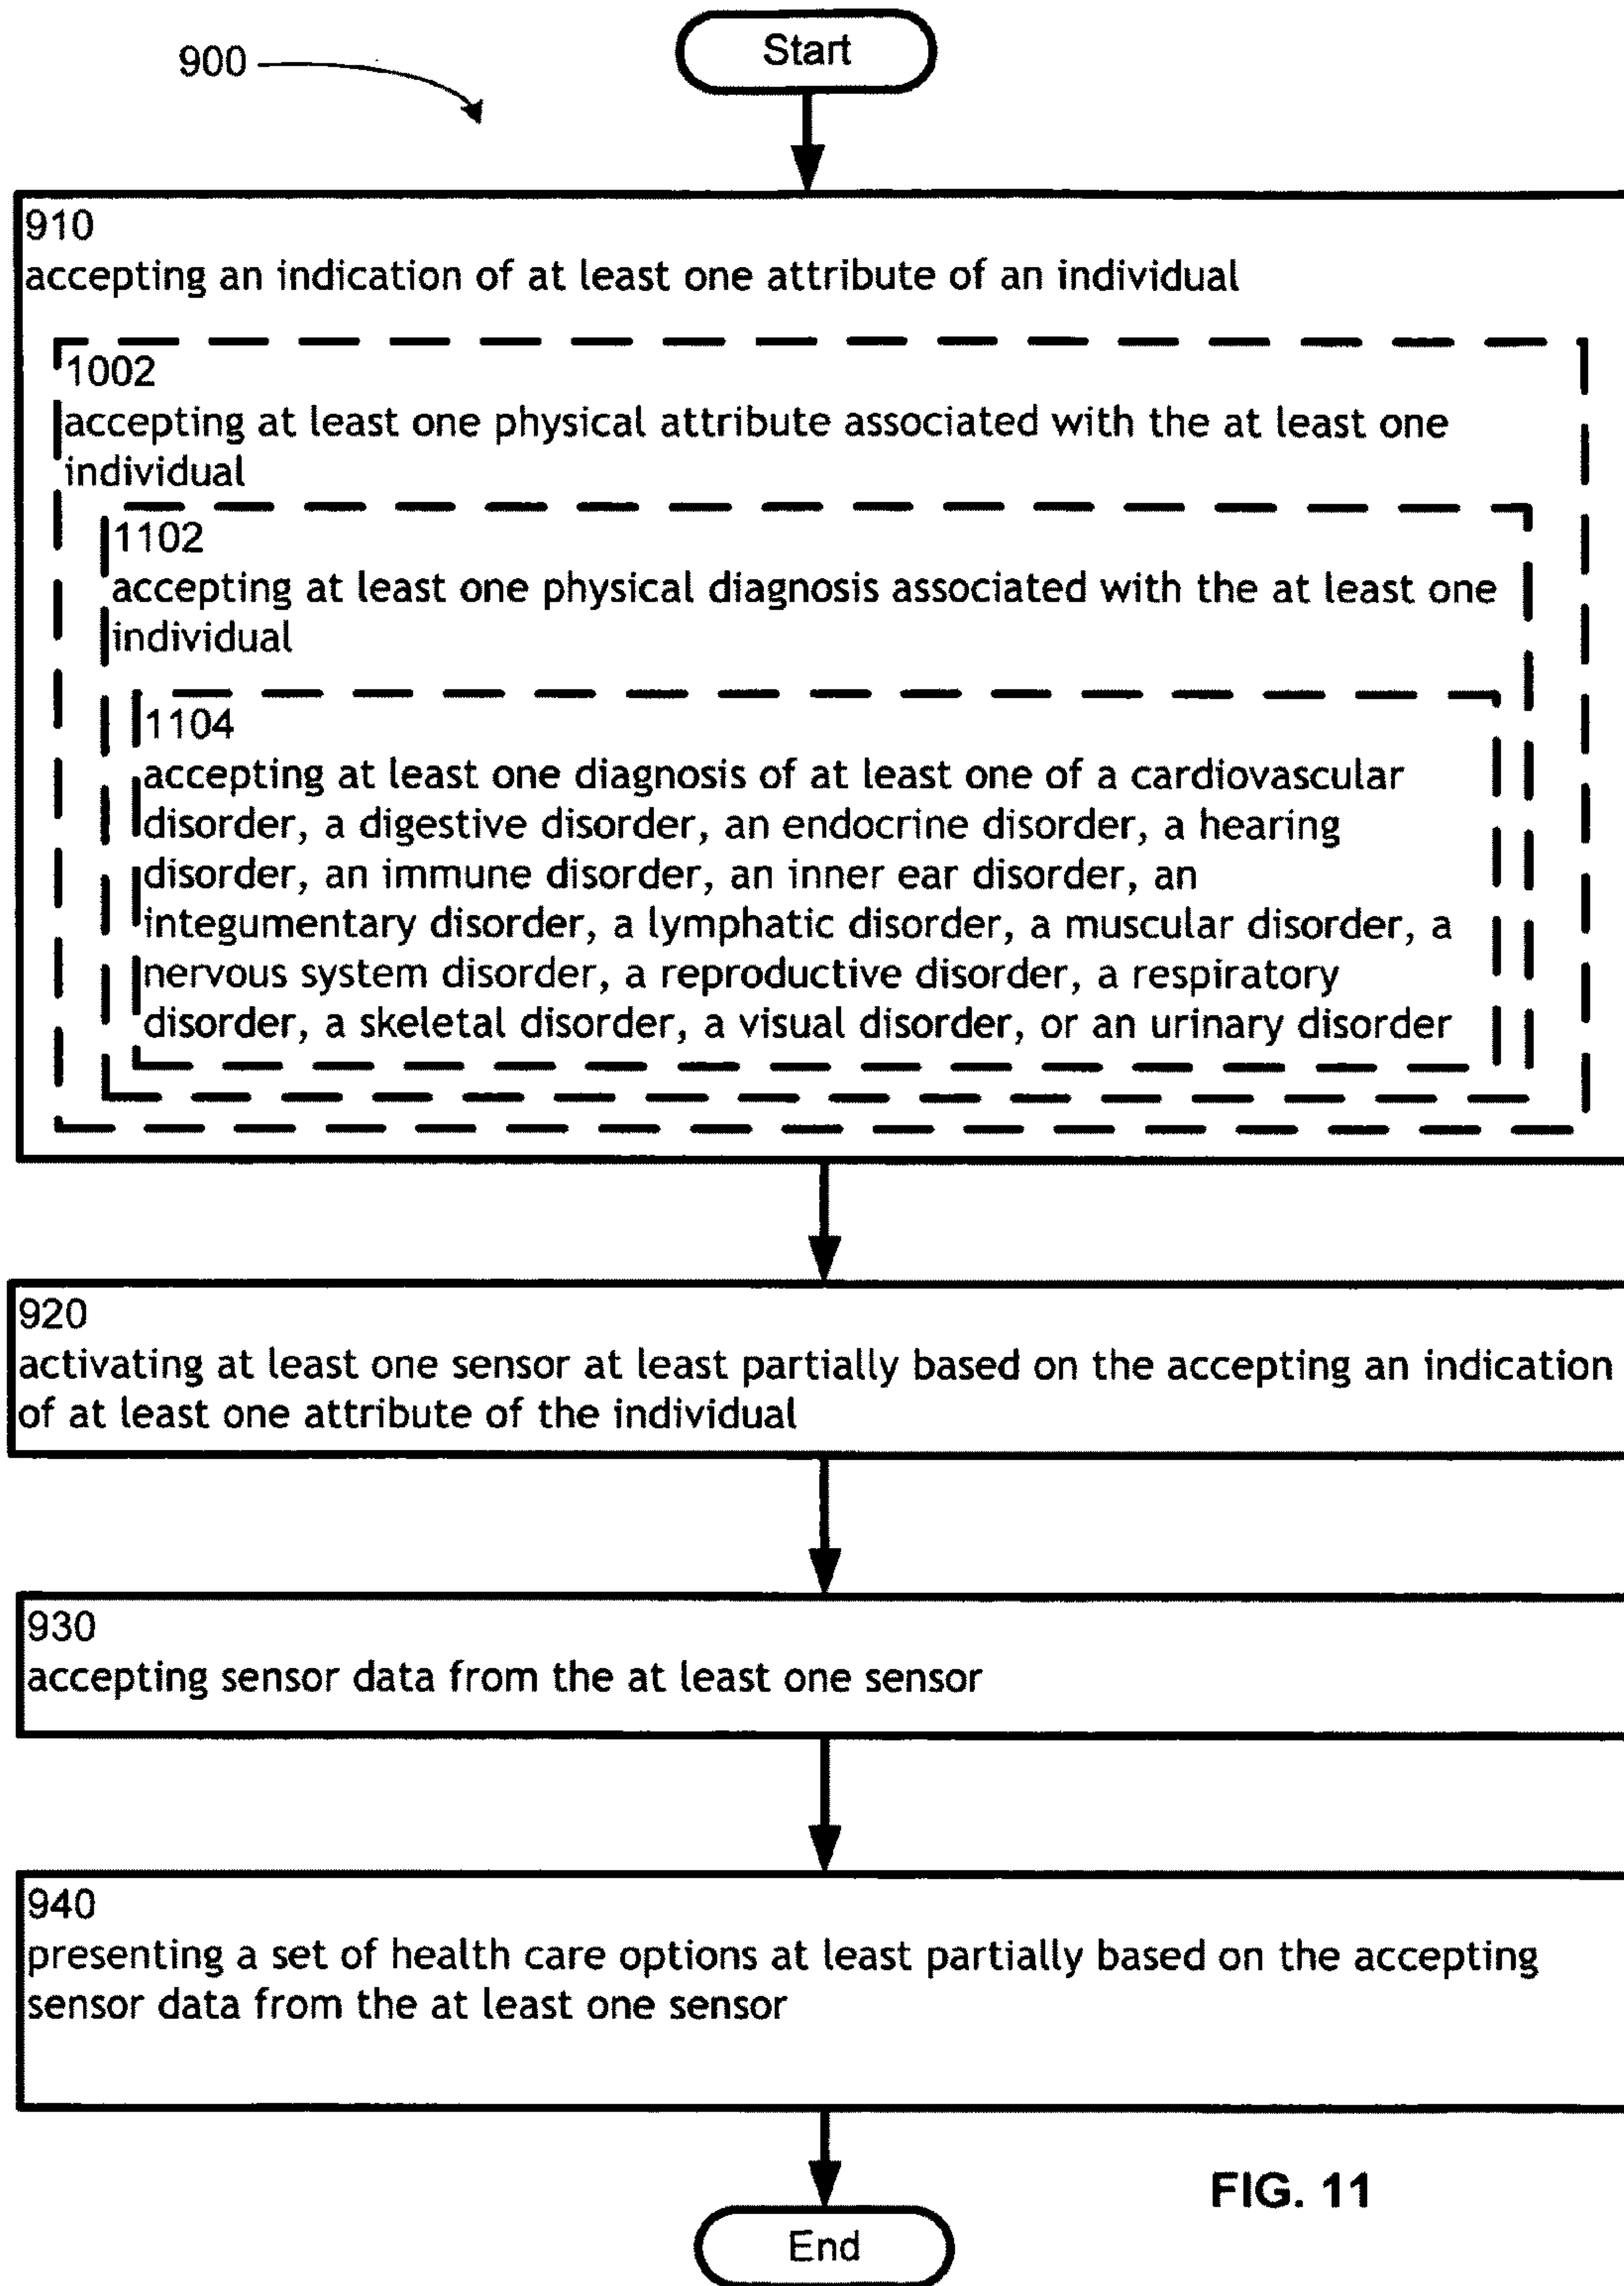 900
Start
910
accepting an indication of at least one attribute of an individual
1002
accepting at least one physical attribute associated with the at least one
individual
1102
accepting at least one physical diagnosis associated with the at least one
individual
1104
accepting at least one diagnosis of at least one of a cardiovascular
disorder, a digestive disorder, an endocrine disorder, a hearing
disorder, an immune disorder, an inner ear disorder, an
integumentary disorder, a lymphatic disorder, a muscular disorder, a
nervous system disorder, a reproductive disorder, a respiratory
disorder, a skeletal disorder, a visual disorder, or an urinary disorder
920
activating at least one sensor at least partially based on the accepting an indication
of at least one attribute of the individual
930
accepting sensor data from the at least one sensor
940
presenting a set of health care options at least partially based on the accepting
sensor data from the at least one sensor
FIG. 11
End